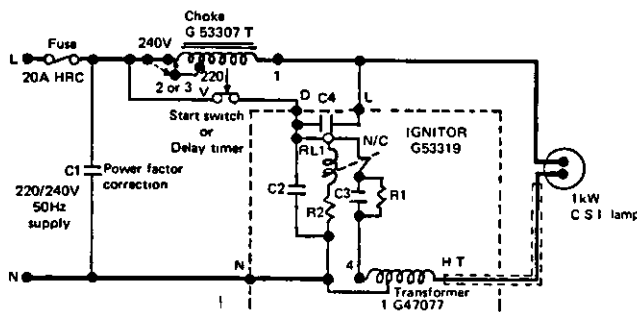 Choke
G 53307 T
Fuse
240V
L
20A HRC
220
1
2 or 3
V
D
C4
L
Start switch
or
Delay timer
IGNITOR
G53319
RL1
N/C
C1
Power factor
correction
C2
C3
R1
220/240V
50Hz
supply
R2
1kW
C S I lamp
N
N
4
H T
Transformer
1 G47077